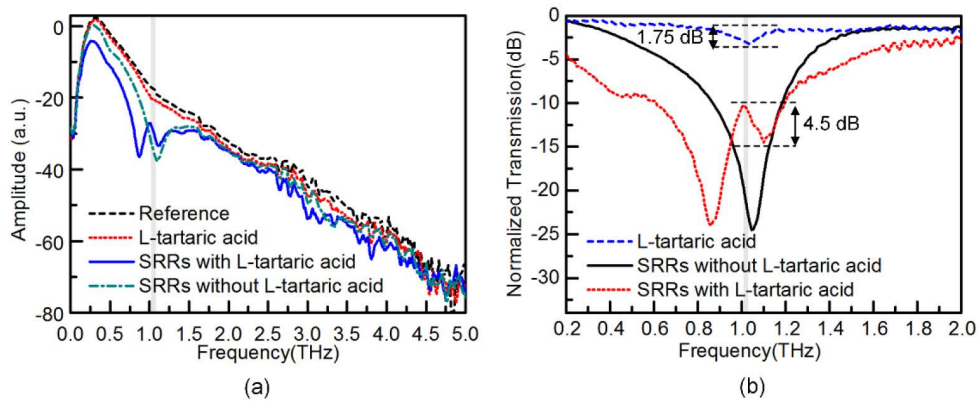 0
-20
-40
-60
-80
Amplitude (a.u.)
Reference
L-tartaric acid
SRRs with L-tartaric acid
SRRs without L-tartaric acid
0.0 0.5 1.0 1.5 2.0 2.5 3.0 3.5 4.0 4.5 5.0
Frequency(THz)
(a)
0
-5
-10
-15
-20
-25
-30
Normalized Transmission(dB)
1.75 dB
4.5 dB
L-tartaric acid
SRRs without L-tartaric acid
SRRs with L-tartaric acid
0.2 0.4 0.6 0.8 1.0 1.2 1.4 1.6 1.8 2.0
Frequency(THz)
(b)